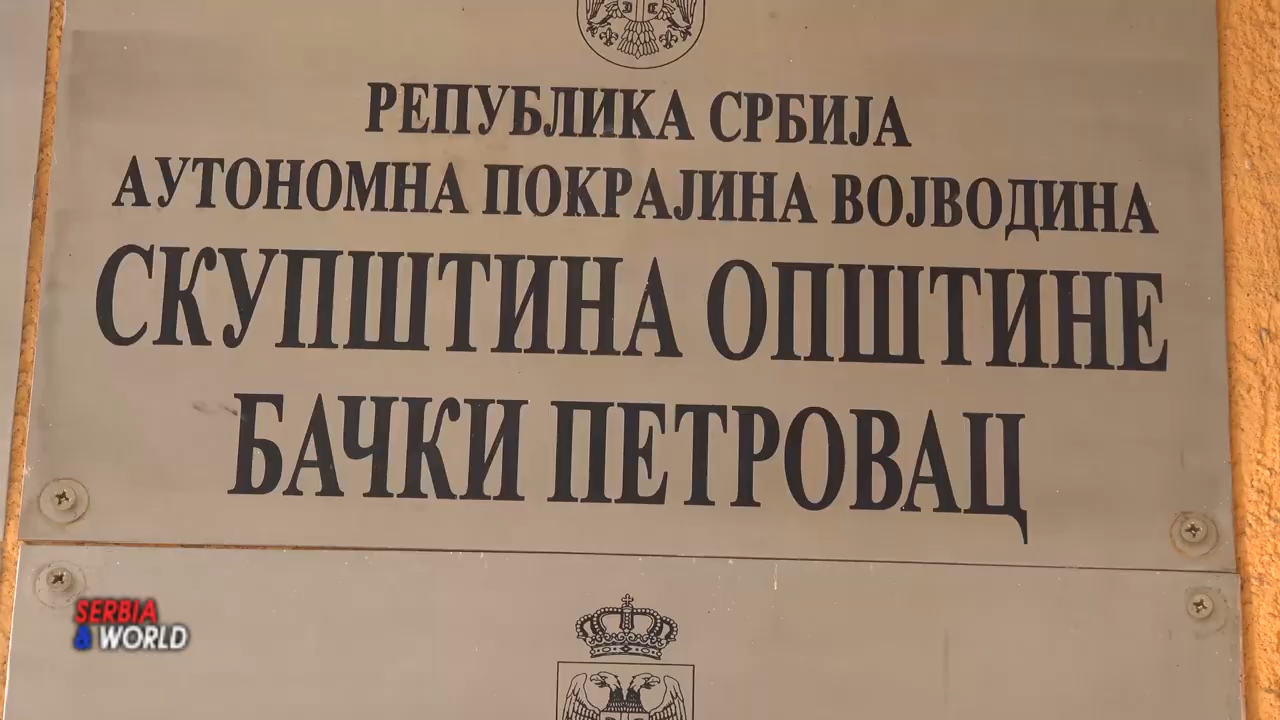 РЕПУБЛИКА СРБИЈА
АУТОНОМНА ПОКРАЈИНА ВОЈВОДИНА
СКУПШТИНА ОПШТИНЕ
БАЧКИ ПЕТРОВАЦ
SERBIA
& WORLD